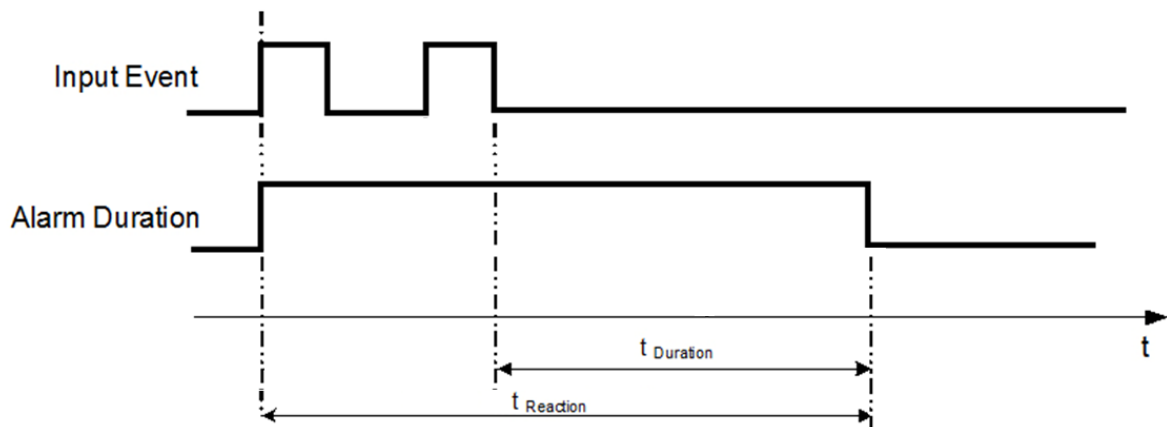 Input Event
Alarm Duration
t
t Duration
t Reaction